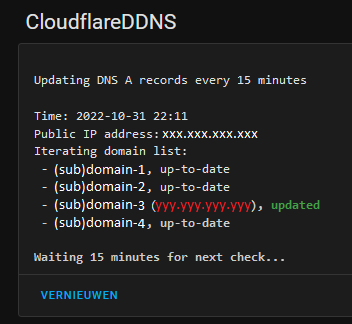 CloudflareDDNS
Updating DNS A records every 15 minutes
Time: 2022-10-31 22:11
Public IP address: xxx.xxx.xxx.xxx
Iterating domain list:
- (sub)domain-1, up-to-date
- (sub)domain-2, up-to-date
- (sub)domain-3 (yyy.yyy.yyy.yyy), updated
- (sub)domain-4, up-to-date
Waiting 15 minutes for next check...
VERNIEUWEN